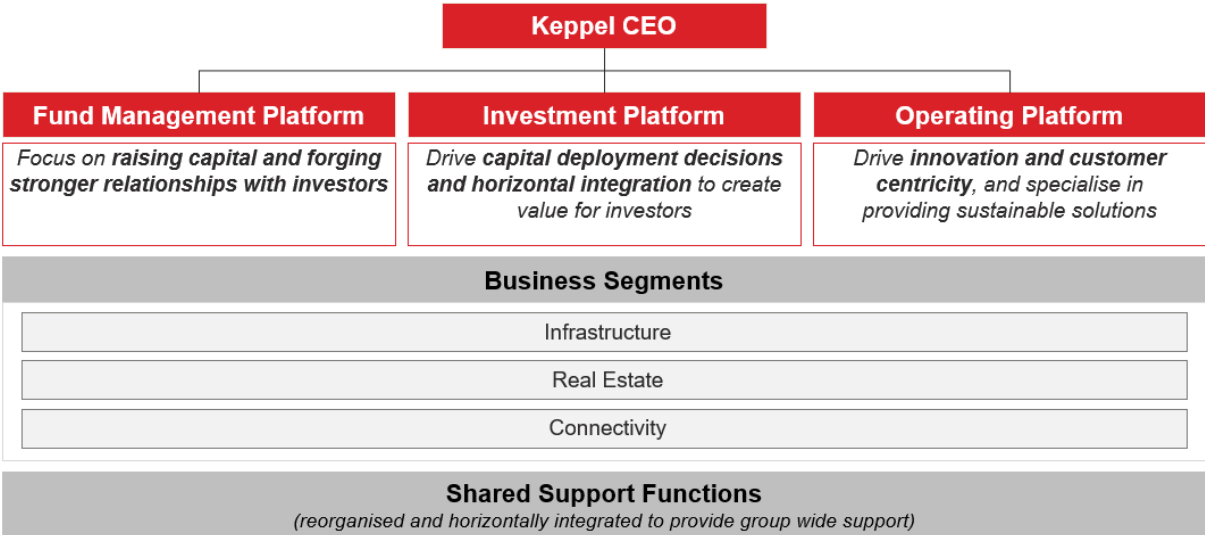 Keppel CEO
Fund Management Platform
Focus on raising capital and forging
stronger relationships with investors
Investment Platform
Drive capital deployment decisions
and horizontal integration to create
value for investors
Operating Platform
Drive innovation and customer
centricity, and specialise in
providing sustainable solutions
Business Segments
Infrastructure
Real Estate
Connectivity
Shared Support Functions
(reorganised and horizontally integrated to provide group wide support)